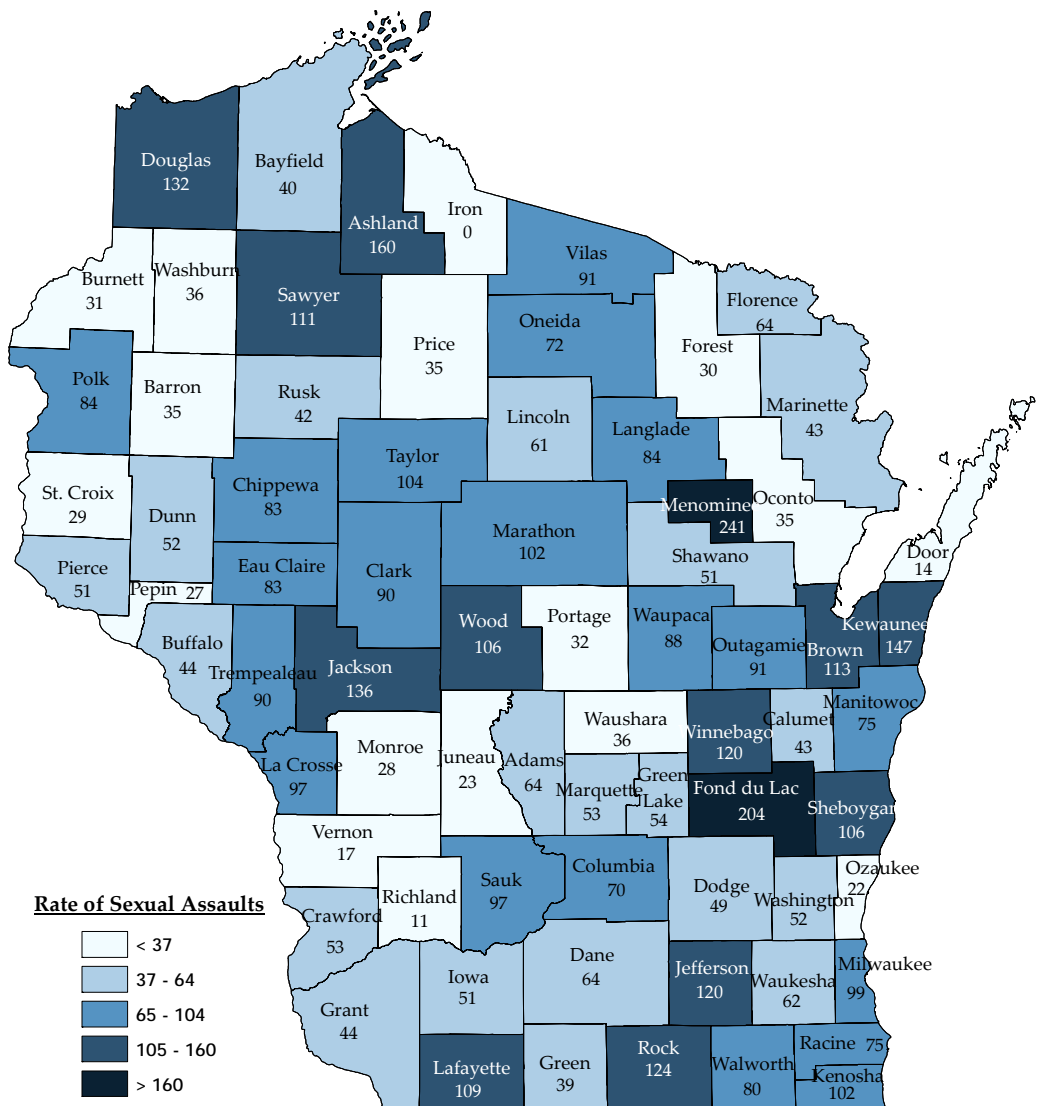 Douglas
132
Bayfield
40
Ashland
160
Iron
0
Vilas
91
Burnett
31
Washburn
36
Sawyer
111
Price
35
Oneida
72
Forest
30
Florence
64
Polk
84
Barron
35
Rusk
42
Lincoln
61
Langlade
84
Marinette
43
St. Croix
29
Dunn
52
Chippewa
83
Taylor
104
Marathon
102
Menominee
241
Oconto
35
Shawano
51
Door
14
Pierce
51
Pepin 27
Eau Claire
83
Clark
90
Wood
106
Portage
32
Waupaca
88
Outagamie
91
Brown
113
Kewaunee
147
Buffalo
44
Trempealeau
90
Jackson
136
Manitowoc
75
Waushara
36
Winnebago
120
Calumet
43
La Crosse
97
Monroe
28
Juneau
23
Adams
64
Marquette
53
Green
Lake
54
Fond du Lac
204
Sheboygan
106
Vernon
17
Richland
11
Sauk
97
Columbia
70
Dodge
49
Washington
52
Ozaukee
22
Crawford
53
Grant
44
Iowa
51
Dane
64
Jefferson
120
Waukesha
62
Milwaukee
99
Lafayette
109
Green
39
Rock
124
Walworth
80
Racine 75
Kenosha
102
Rate of Sexual Assaults
< 37
37 - 64
65 - 104
105 - 160
> 160